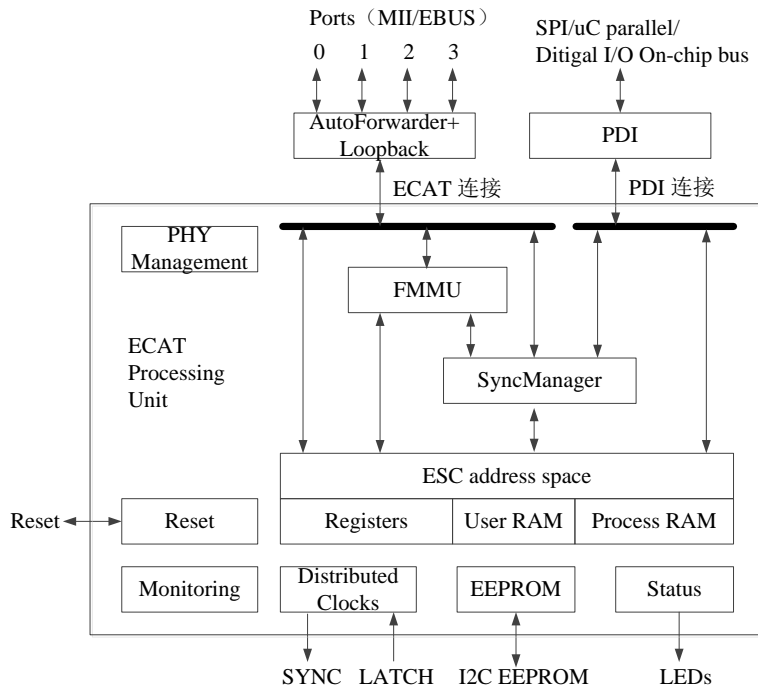 Ports（MII/EBUS）
0 1 2 3
SPI/uC parallel/
Ditigal I/O On-chip bus
AutoForwarder+
Loopback
PDI
ECAT 连接
PDI 连接
PHY
Management
FMMU
ECAT
Processing
Unit
SyncManager
ESC address space
Reset
Reset
Registers
User RAM
Process RAM
Monitoring
Distributed
Clocks
EEPROM
Status
SYNC
LATCH
I2C EEPROM
LEDs